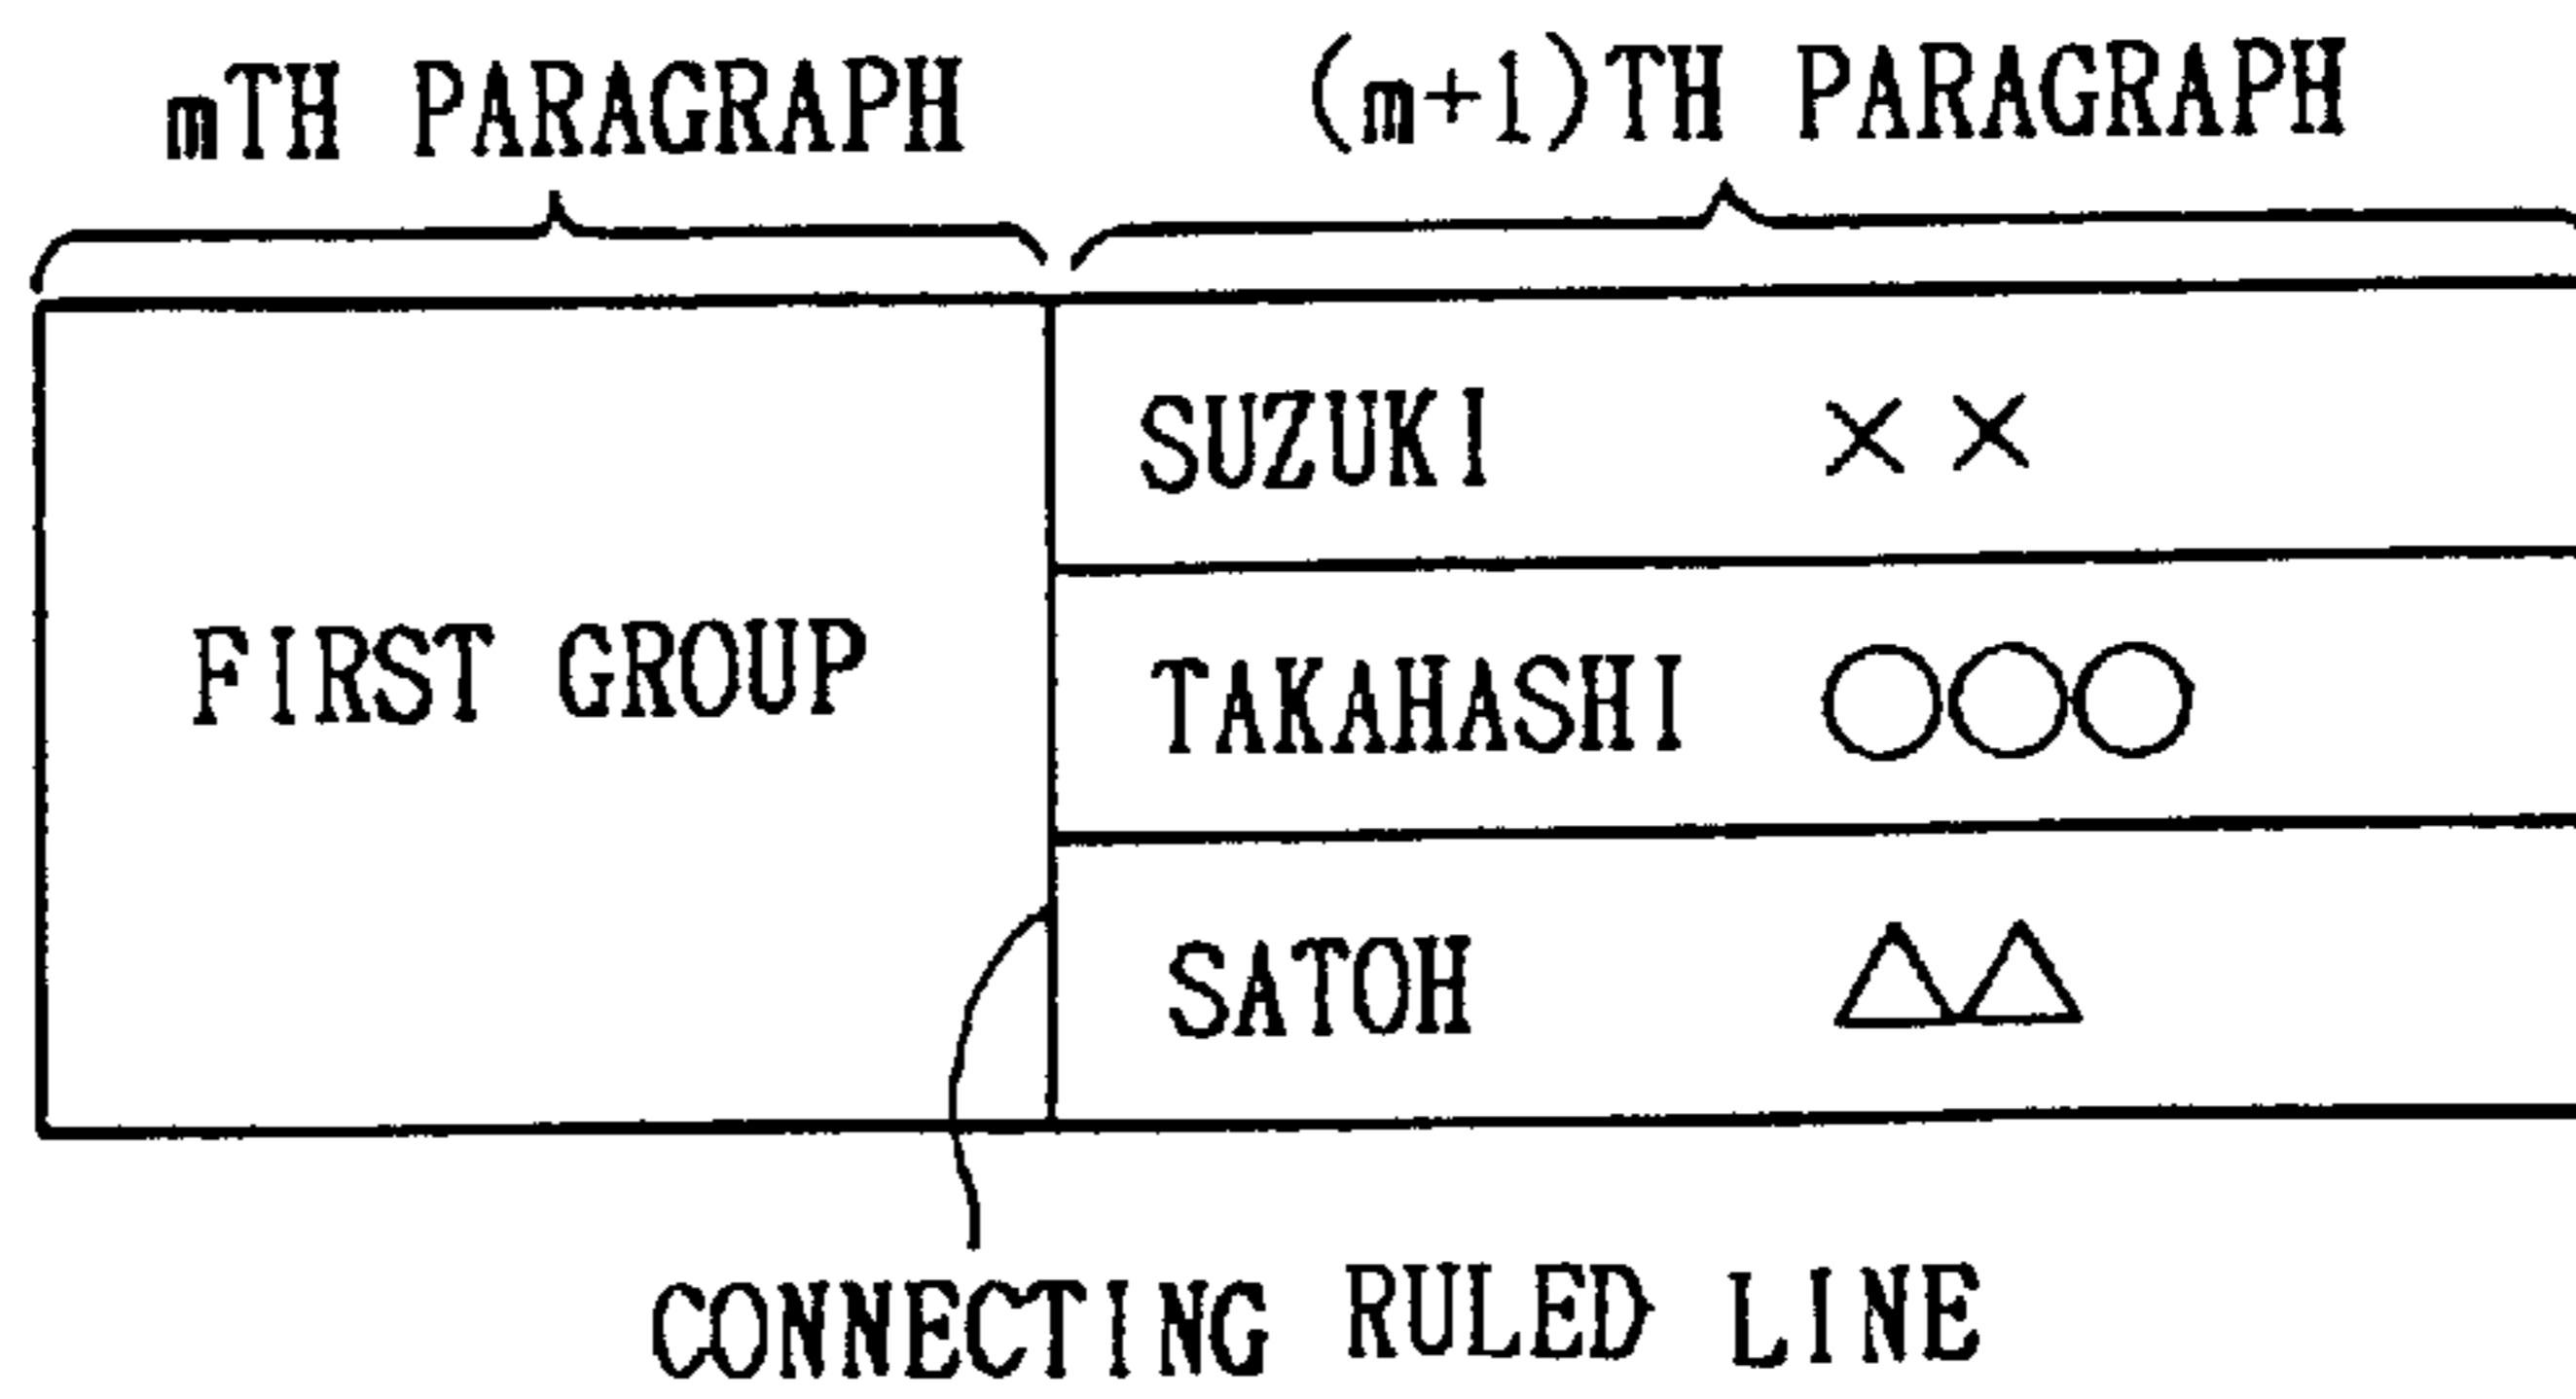 mTH PARAGRAPH (m+1)TH PARAGRAPH
SUZUKI ××
FIRST GROUP TAKAHASHI ○○○
SATOH △△
CONNECTING RULED LINE